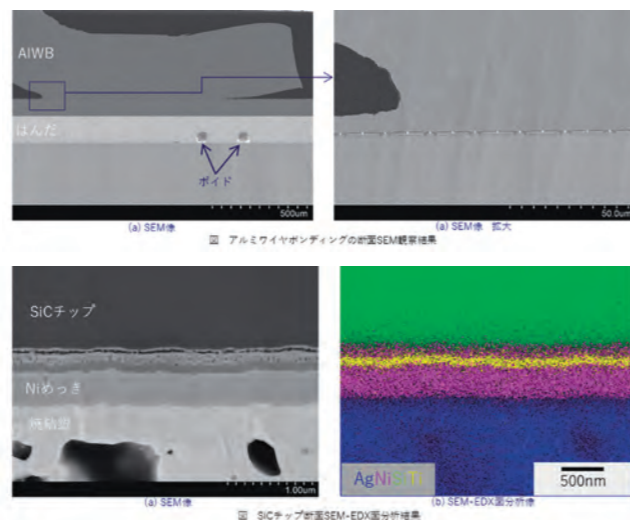 AlWB
はんだ
ボイド
500um
50.0um
(a) SEM像
(a) SEM像 拡大
図 アルミワイヤボンディングの断面SEM観察結果
SiCチップ
Niめっき
焼結銀
1.00um
AgNiSiTi
500nm
(a) SEM像
(b) SEM-EDX面分析像
図 SiCチップ断面SEM-EDX面分析結果